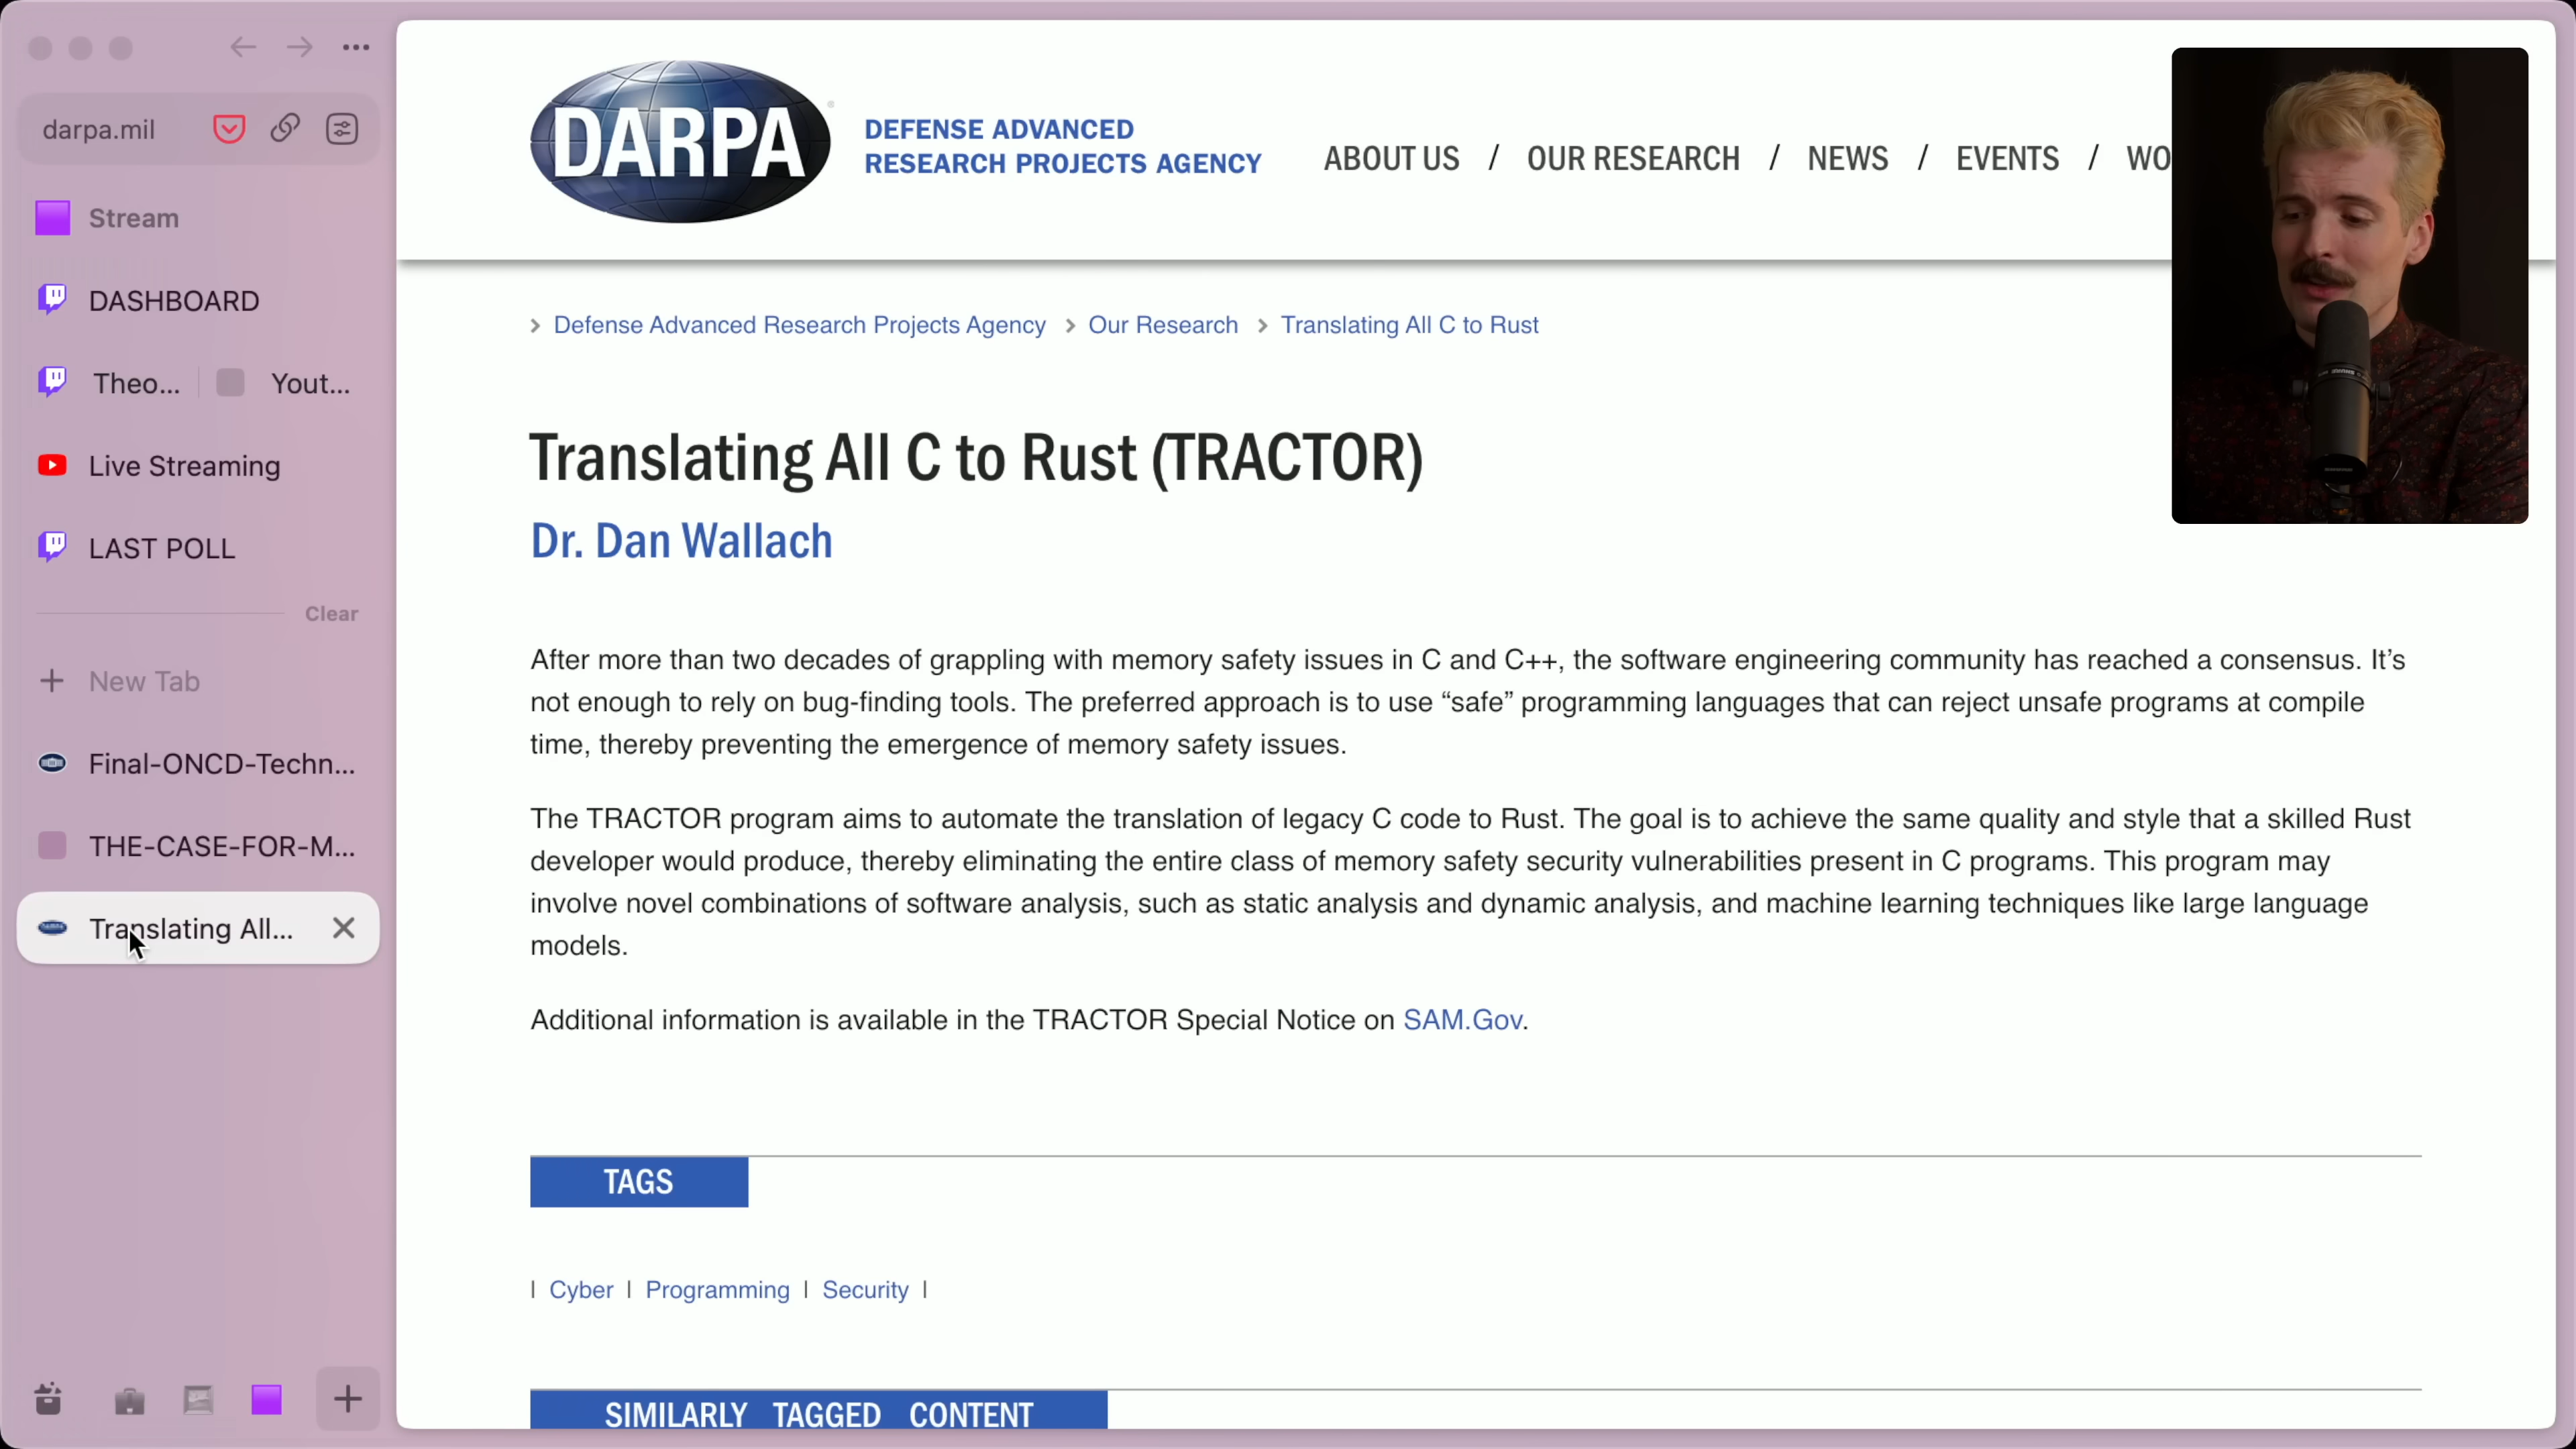 darpa.mil
Stream
DASHBOARD
Theo... Yout...
Live Streaming
LAST POLL
Clear
New Tab
Final-ONCD-Techn...
THE-CASE-FOR-M...
Translating All...
DARPA
DEFENSE ADVANCED
RESEARCH PROJECTS AGENCY
ABOUT US / OUR RESEARCH / NEWS / EVENTS / WO
> Defense Advanced Research Projects Agency > Our Research > Translating All C to Rust
Translating All C to Rust (TRACTOR)
Dr. Dan Wallach
After more than two decades of grappling with memory safety issues in C and C++, the software engineering community has reached a consensus. It’s
not enough to rely on bug-finding tools. The preferred approach is to use “safe” programming languages that can reject unsafe programs at compile
time, thereby preventing the emergence of memory safety issues.
The TRACTOR program aims to automate the translation of legacy C code to Rust. The goal is to achieve the same quality and style that a skilled Rust
developer would produce, thereby eliminating the entire class of memory safety security vulnerabilities present in C programs. This program may
involve novel combinations of software analysis, such as static analysis and dynamic analysis, and machine learning techniques like large language
models.
Additional information is available in the TRACTOR Special Notice on SAM.Gov.
TAGS
| Cyber | Programming | Security |
SIMILARLY TAGGED CONTENT